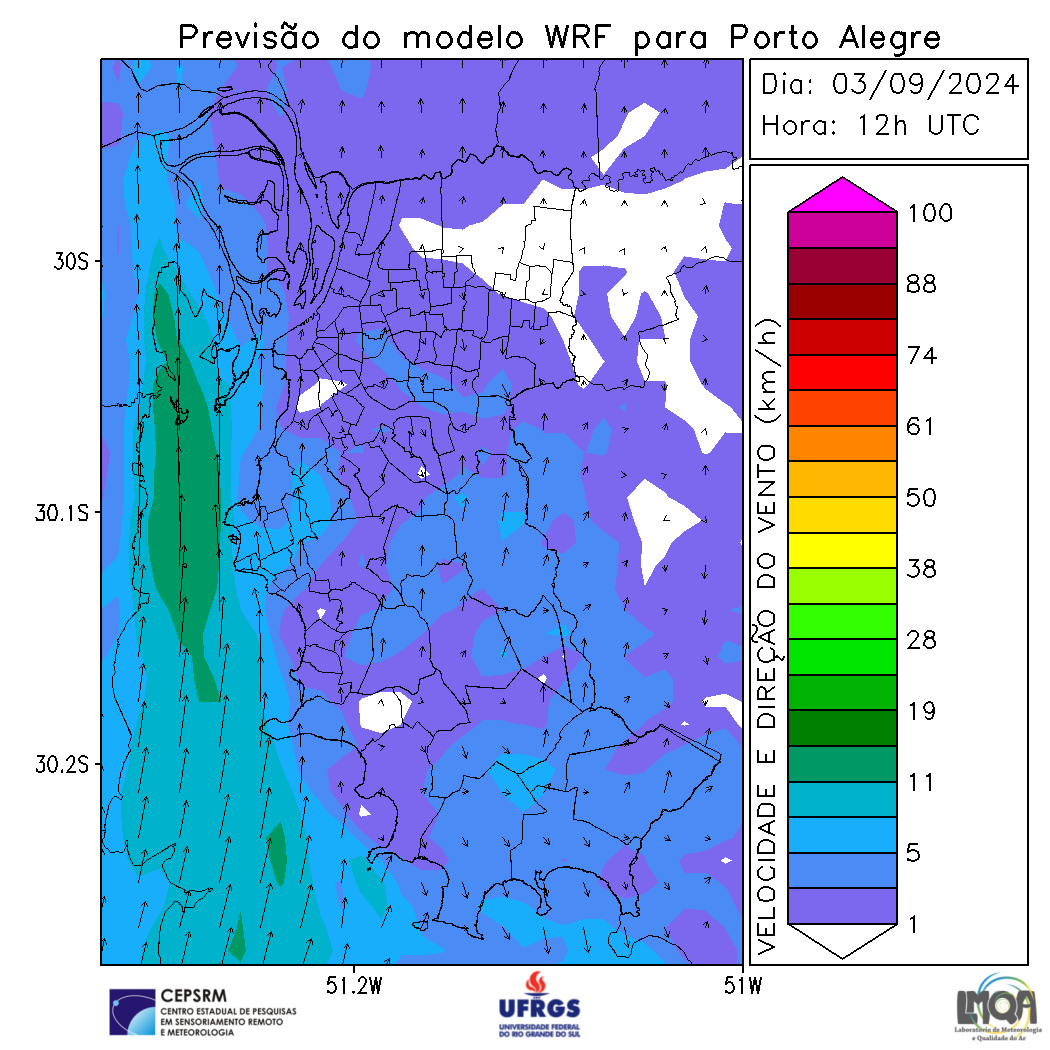 Previsão do modelo WRF para Porto Alegre
Dia: 03/09/2024
Hora: 12h UTC
30S
30.1S
30.2S
51.2W
51W
VELOCIDADE E DIREÇÃO DO VENTO (km/h)
100
88
74
61
50
38
28
19
11
5
1
CEPSRM
CENTRO ESTADUAL DE PESQUISAS
EM SENSORIAMENTO REMOTO
E METEOROLOGIA
UFRGS
UNIVERSIDADE FEDERAL
DO RIO GRANDE DO SUL
LMQA
Laboratório de Meteorologia
e Qualidade do Ar